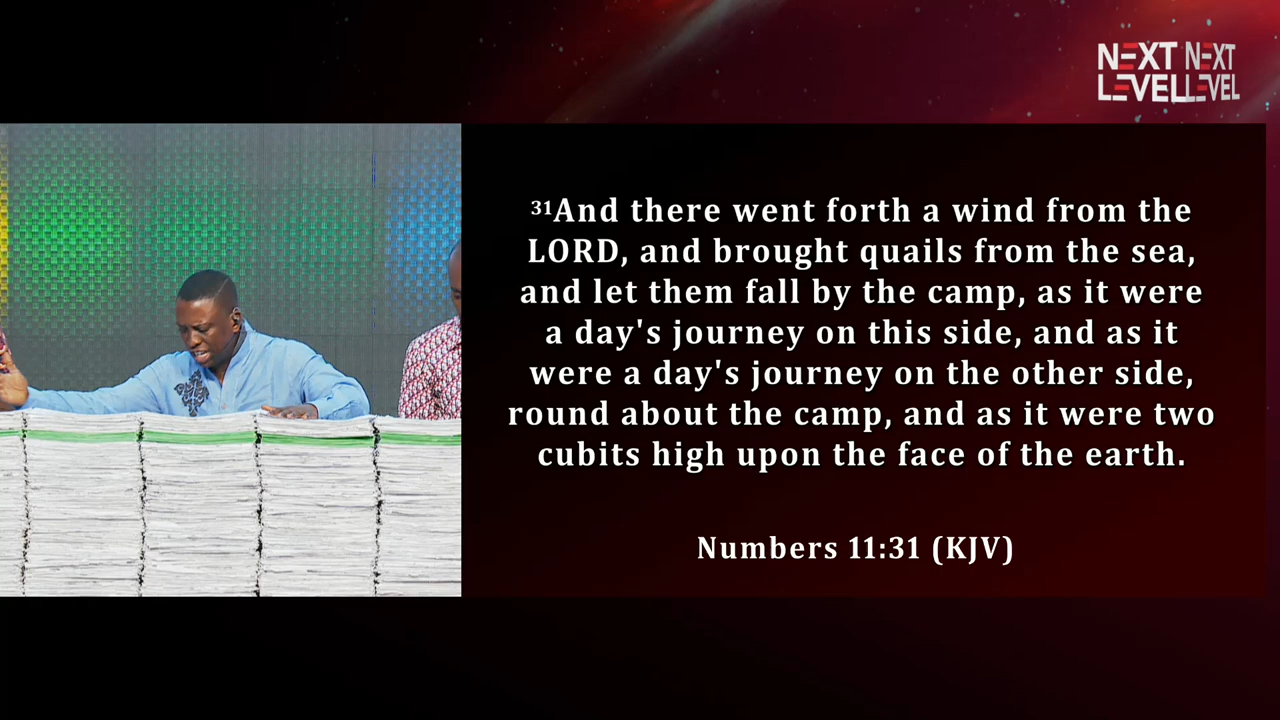 NEXT NEXT
LEVEL LEVEL
31And there went forth a wind from the
LORD, and brought quails from the sea,
and let them fall by the camp, as it were
a day's journey on this side, and as it
were a day's journey on the other side,
round about the camp, and as it were two
cubits high upon the face of the earth.
Numbers 11:31 (KJV)